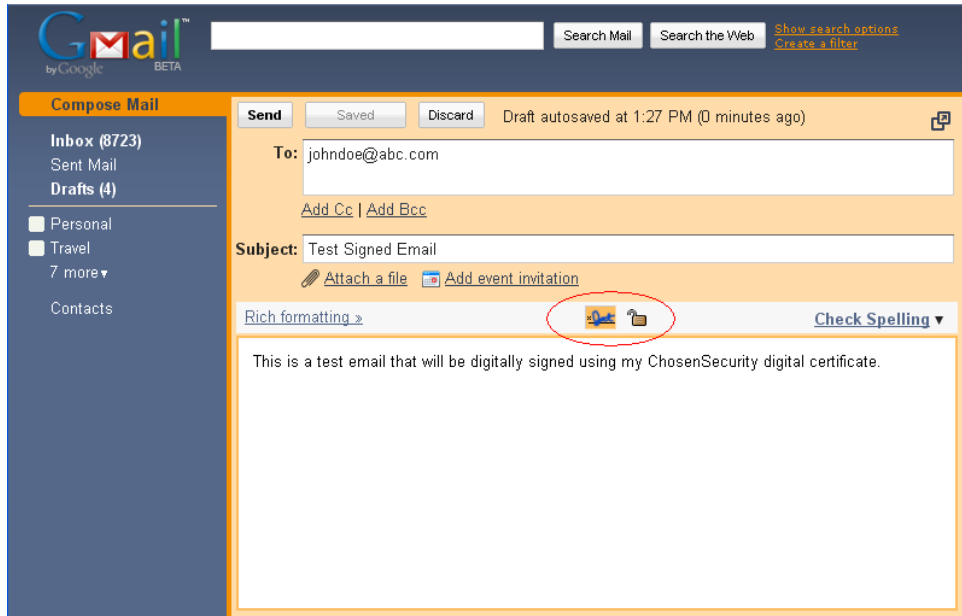 Gmail™
by Google BETA
Search Mail Search the Web Show search options
Create a filter
Compose Mail
Inbox (8723)
Sent Mail
Drafts (4)
Personal
Travel
7 more ▾
Contacts
Send Saved Discard Draft autosaved at 1:27 PM (0 minutes ago)
To: johndoe@abc.com
Add Cc | Add Bcc
Subject: Test Signed Email
Attach a file Add event invitation
Rich formatting » Check Spelling ▼
This is a test email that will be digitally signed using my ChosenSecurity digital certificate.